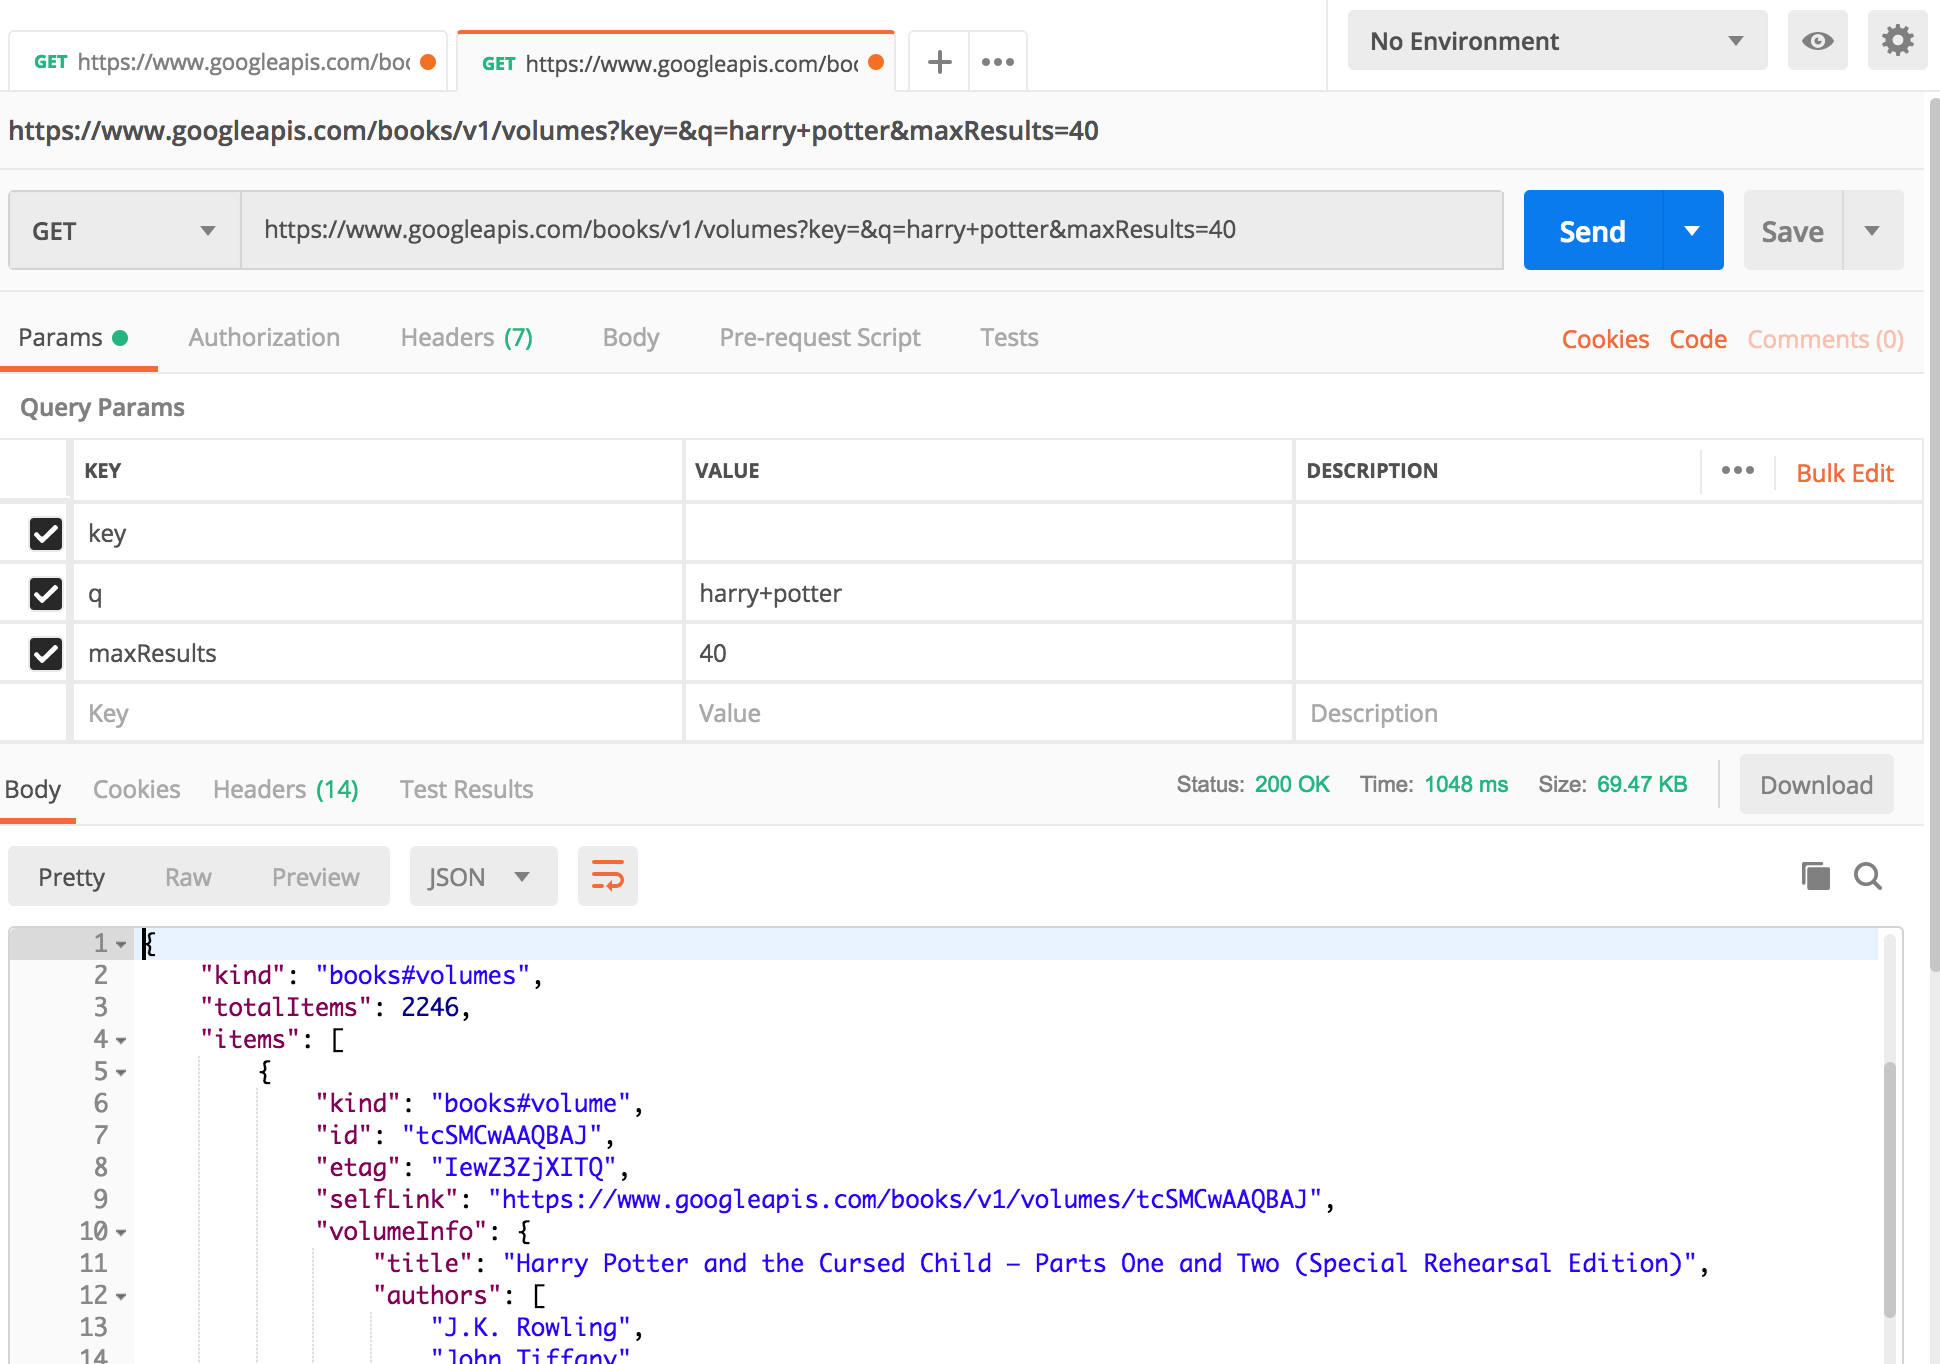 GET https://www.googleapis.com/boo
GET https://www.googleapis.com/boo
No Environment
https://www.googleapis.com/books/v1/volumes?key=&q=harry+potter&maxResults=40
GET https://www.googleapis.com/books/v1/volumes?key=&q=harry+potter&maxResults=40 Send Save
Params Authorization Headers (7) Body Pre-request Script Tests Cookies Code Comments (0)
Query Params
KEY VALUE DESCRIPTION Bulk Edit
key
q harry+potter
maxResults 40
Key Value Description
Body Cookies Headers (14) Test Results Status: 200 OK Time: 1048 ms Size: 69.47 KB Download
Pretty Raw Preview JSON
1 {
2 "kind": "books#volumes",
3 "totalItems": 2246,
4 "items": [
5 {
6 "kind": "books#volume",
7 "id": "tcSMCwAAQBAJ",
8 "etag": "IewZ3ZjXITQ",
9 "selfLink": "https://www.googleapis.com/books/v1/volumes/tcSMCwAAQBAJ",
10 "volumeInfo": {
11 "title": "Harry Potter and the Cursed Child – Parts One and Two (Special Rehearsal Edition)",
12 "authors": [
13 "J.K. Rowling",
14 "John Tiffany"